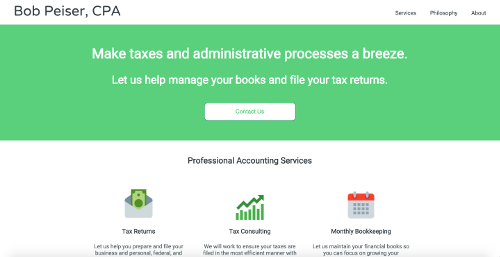 Bob Peiser, CPA
Services Philosophy About
Make taxes and administrative processes a breeze.
Let us help manage your books and file your tax returns.
Contact Us
Professional Accounting Services
Tax Returns Tax Consulting Monthly Bookkeeping
Let us help you prepare and file your We will work to ensure your taxes are Let us maintain your financial books so
business and personal, federal, and filed in the most efficient manner with you can focus on growing your